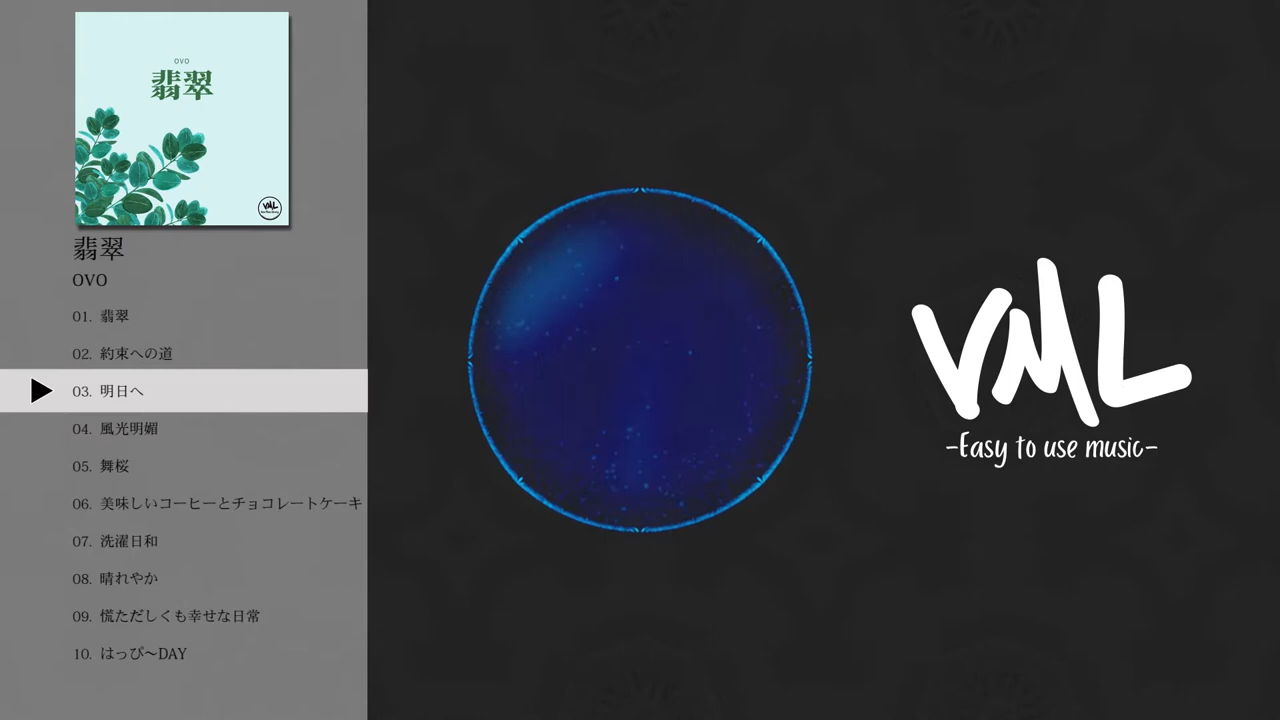 OVO
翡翠
VML
翡翠
OVO
01. 翡翠
02. 約束への道
03. 明日へ
04. 風光明媚
05. 舞桜
06. 美味しいコーヒーとチョコレートケーキ
07. 洗濯日和
08. 晴れやか
09. 慌ただしくも幸せな日常
10. はっぴ〜DAY
VML
-Easy to use music-